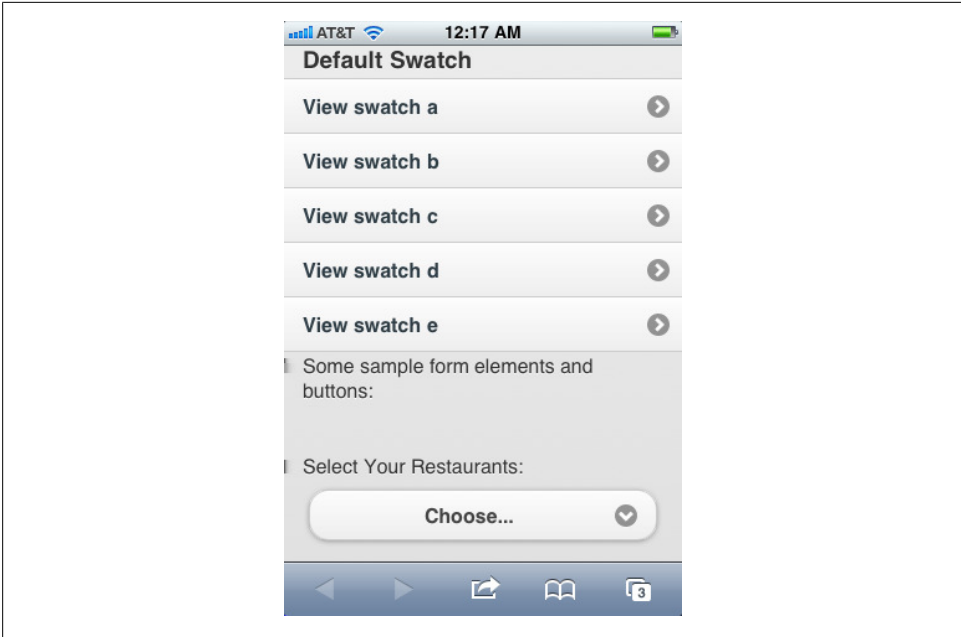 AT&T 12:17 AM
Default Swatch
View swatch a
View swatch b
View swatch c
View swatch d
View swatch e
Some sample form elements and
buttons:
Select Your Restaurants:
Choose...
3